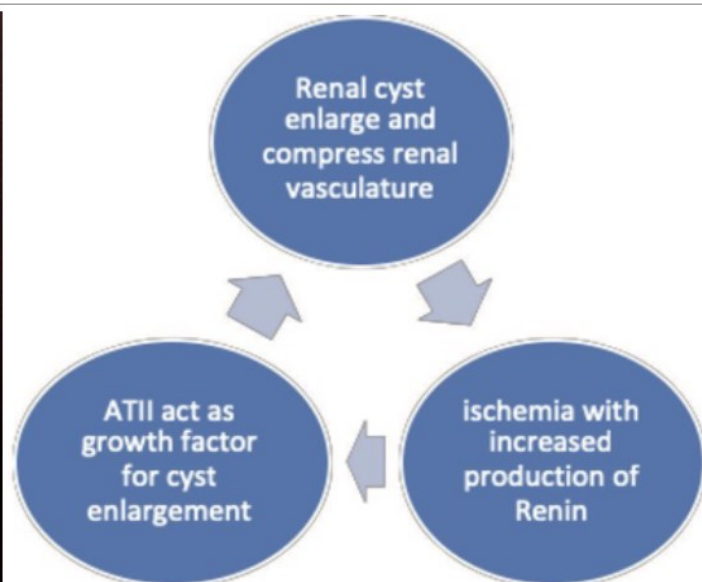 Renal cyst
enlarge and
compress renal
vasculature
ischemia with
increased
production of
Renin
ATII act as
growth factor
for cyst
enlargement